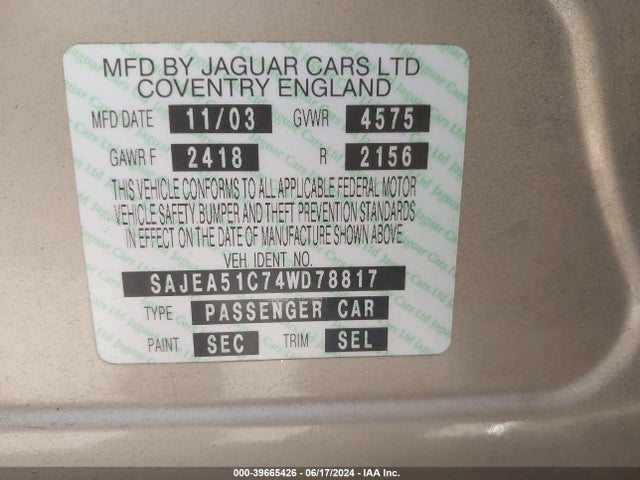 MFD BY JAGUAR CARS LTD
COVENTRY ENGLAND
MFD DATE 11/03 GVWR 4575
GAWR F 2418 R 2156
THIS VEHICLE CONFORMS TO ALL APPLICABLE FEDERAL MOTOR
VEHICLE SAFETY BUMPER AND THEFT PREVENTION STANDARDS
IN EFFECT ON THE DATE OF MANUFACTURE SHOWN ABOVE.
VEH IDENT NO.
SAJEA51C74WD78817
TYPE PASSENGER CAR
PAINT SEC TRIM SEL
000-39665426 - 06/17/2024 - IAA Inc.